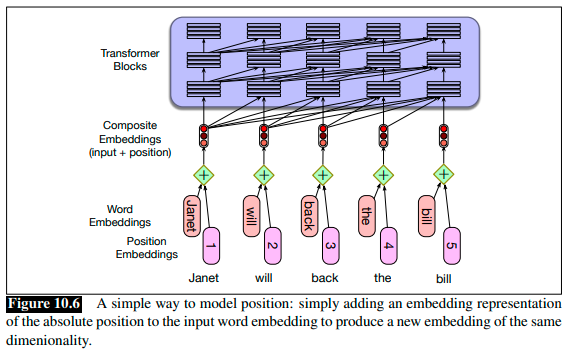 Transformer
Blocks
Composite
Embeddings
(input + position)
+ + + + +
Word
Embeddings
Janet will back the bill
Position
Embeddings
1 2 3 4 5
Janet will back the bill
Figure 10.6 A simple way to model position: simply adding an embedding representation
of the absolute position to the input word embedding to produce a new embedding of the same
dimenionality.